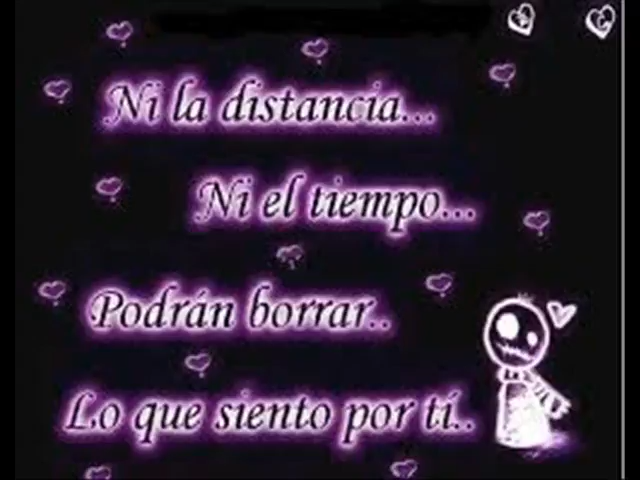 Ni la distancia...
Ni el tiempo...
Podrán borrar..
Lo que siento por tí..